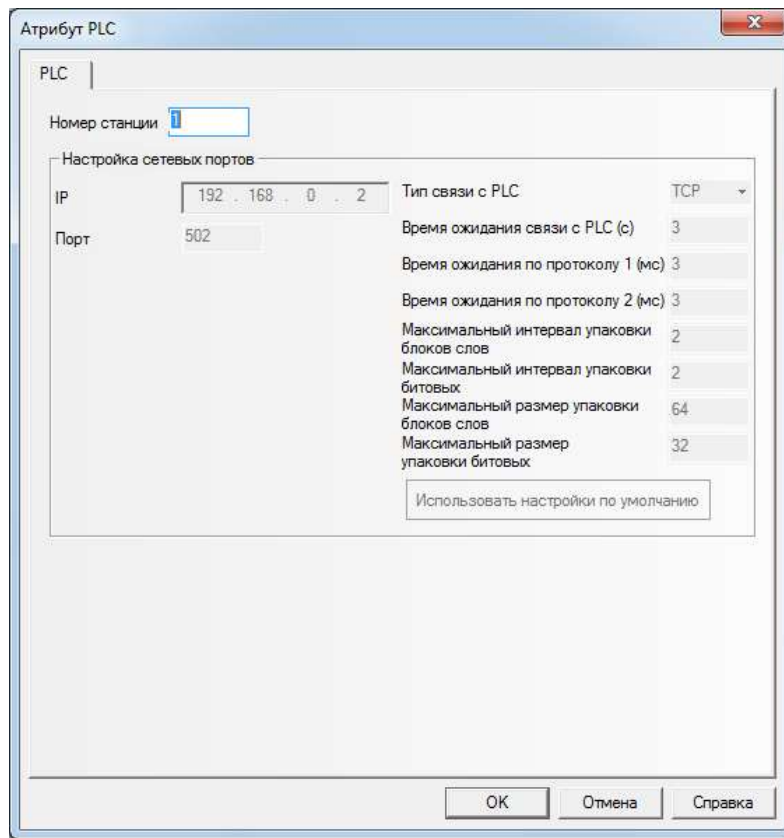 Атрибут PLC
PLC
Номер станции 1
Настройка сетевых портов
IP 192 . 168 . 0 . 2
Порт 502
Тип связи с PLC TCP
Время ожидания связи с PLC (с) 3
Время ожидания по протоколу 1 (мс) 3
Время ожидания по протоколу 2 (мс) 3
Максимальный интервал упаковки
блоков слов 2
Максимальный интервал упаковки
битовых 2
Максимальный размер упаковки
блоков слов 64
Максимальный размер
упаковки битовых 32
Использовать настройки по умолчанию
OK Отмена Справка